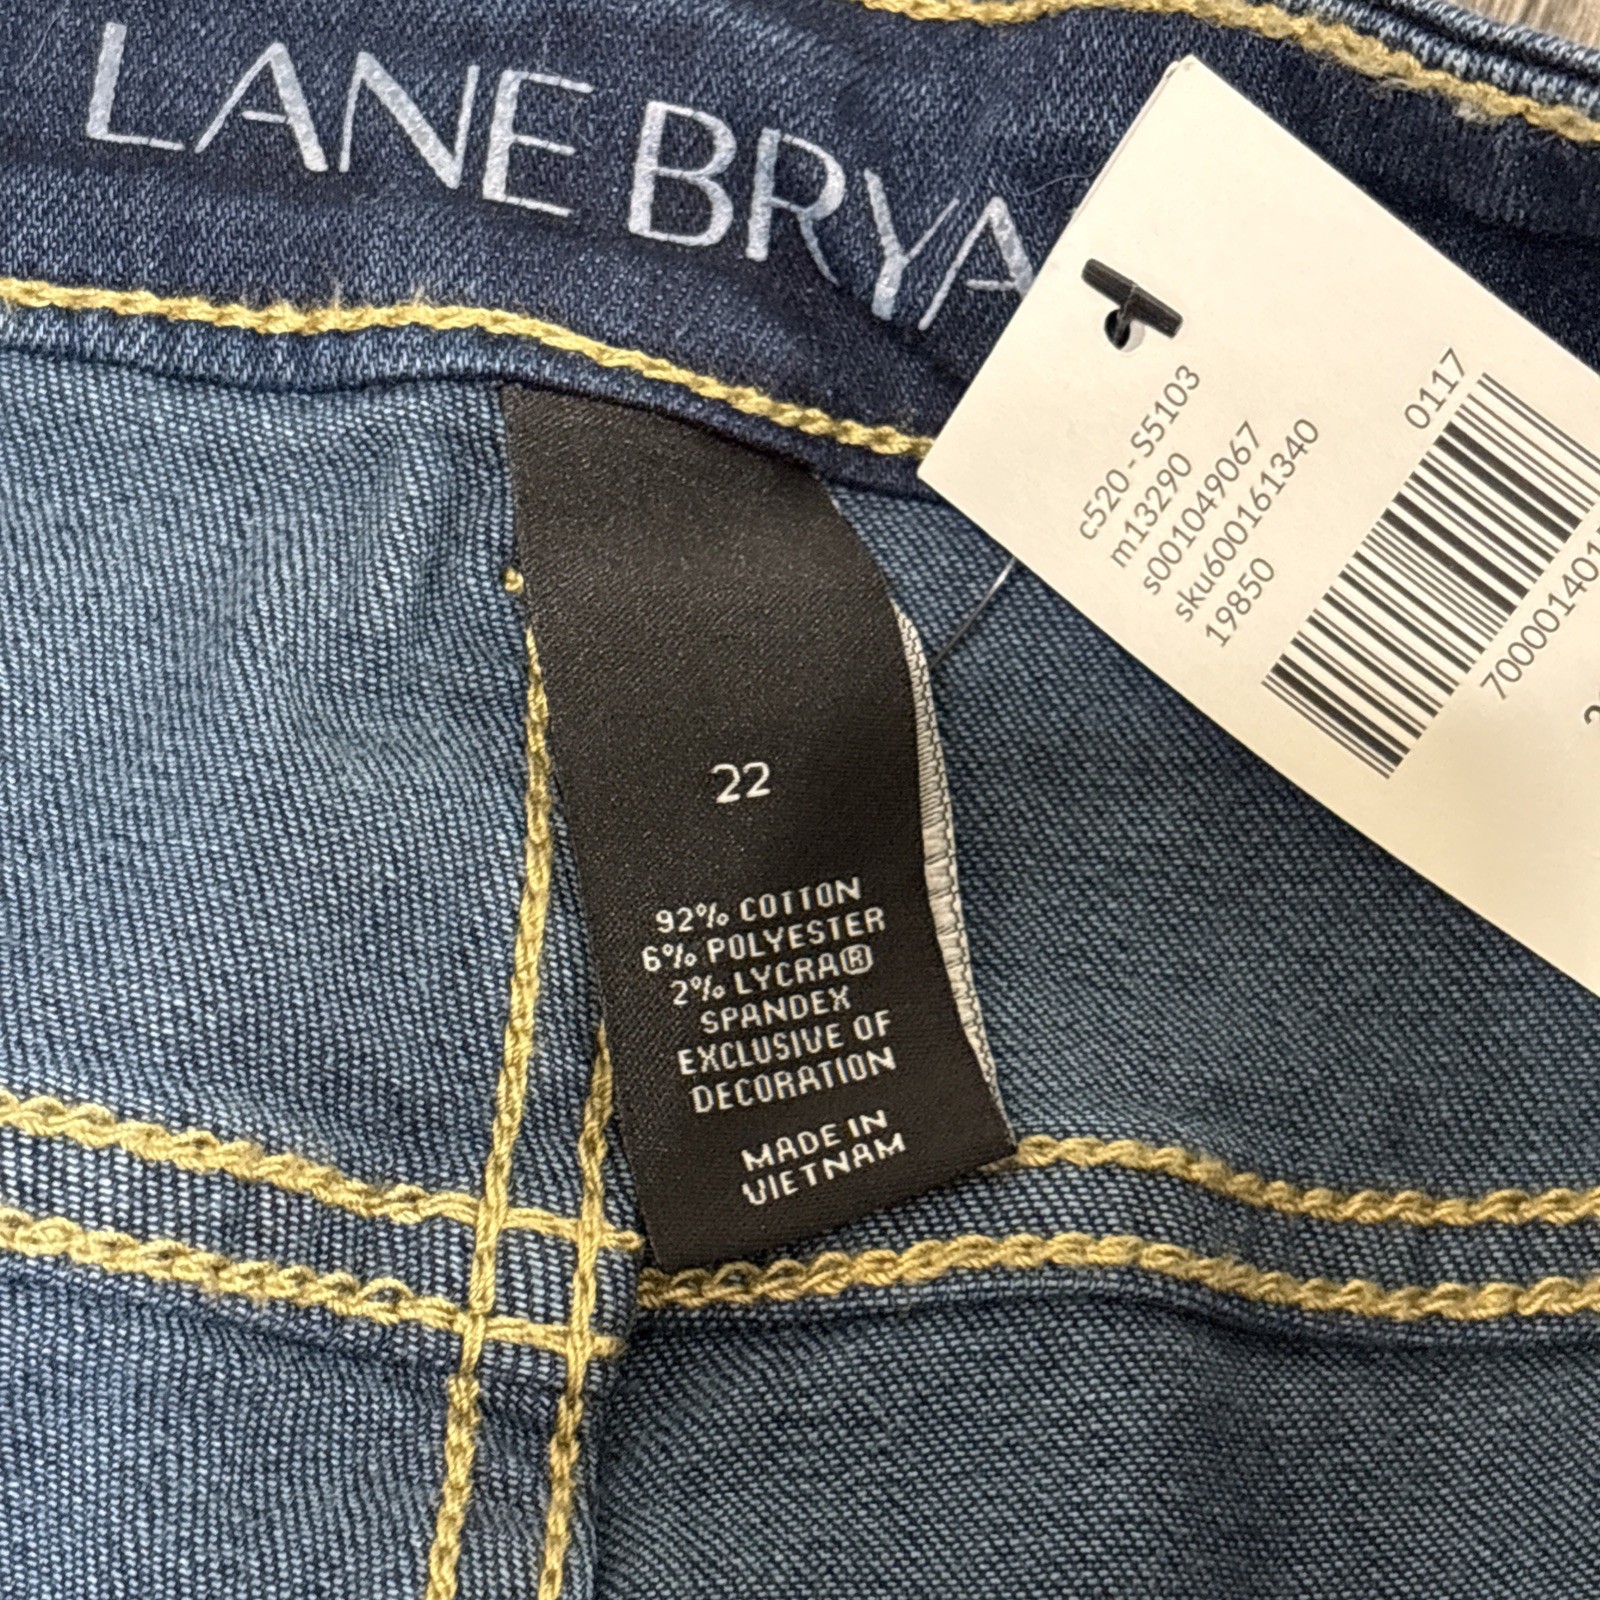 LANE BRYA
c520 - S5103
m13290
s001049067
sku600161340
19850
0117
700001401
22
92% COTTON
6% POLYESTER
2% LYCRA®
SPANDEX
EXCLUSIVE OF
DECORATION
MADE IN
VIETNAM